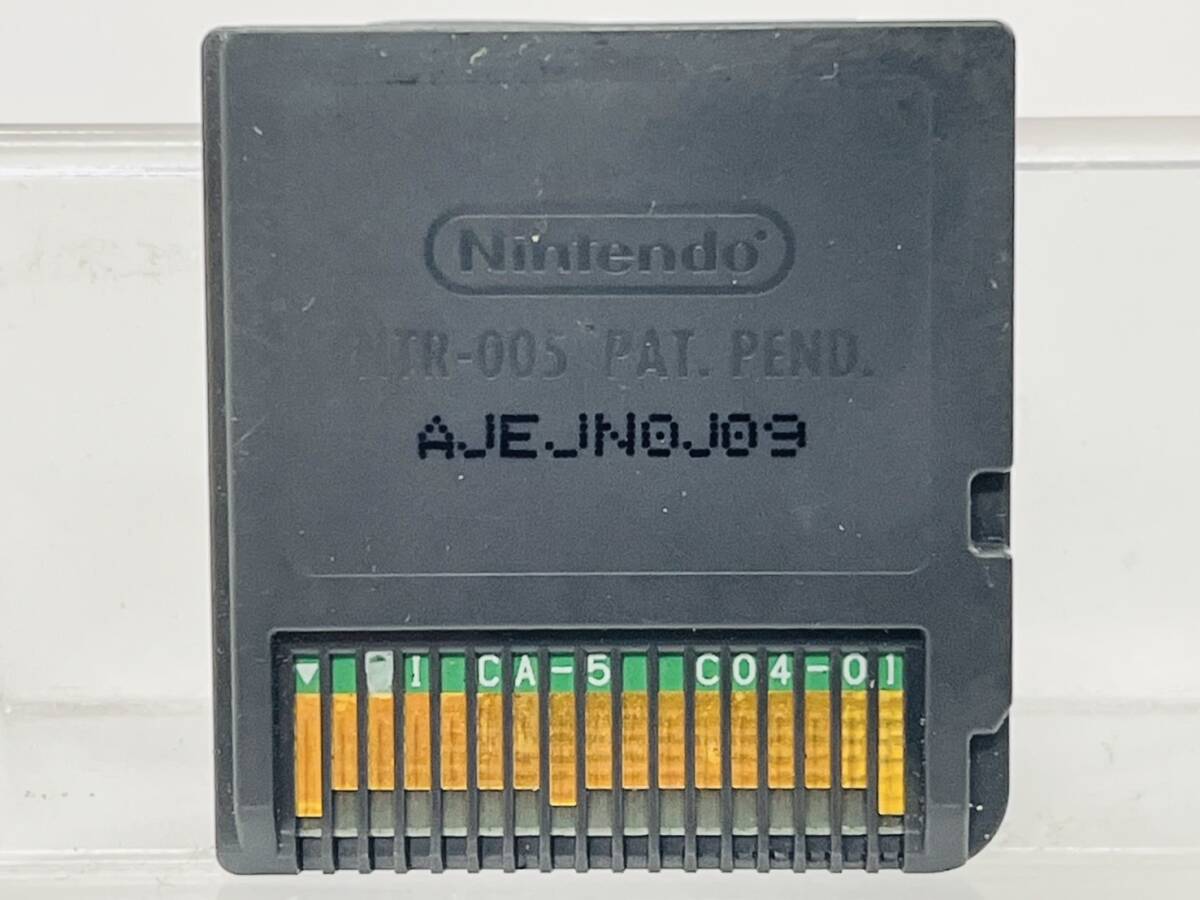 Nintendo
NTR-005 PAT. PEND.
AJEJN0J09
I CA-5 C04-01